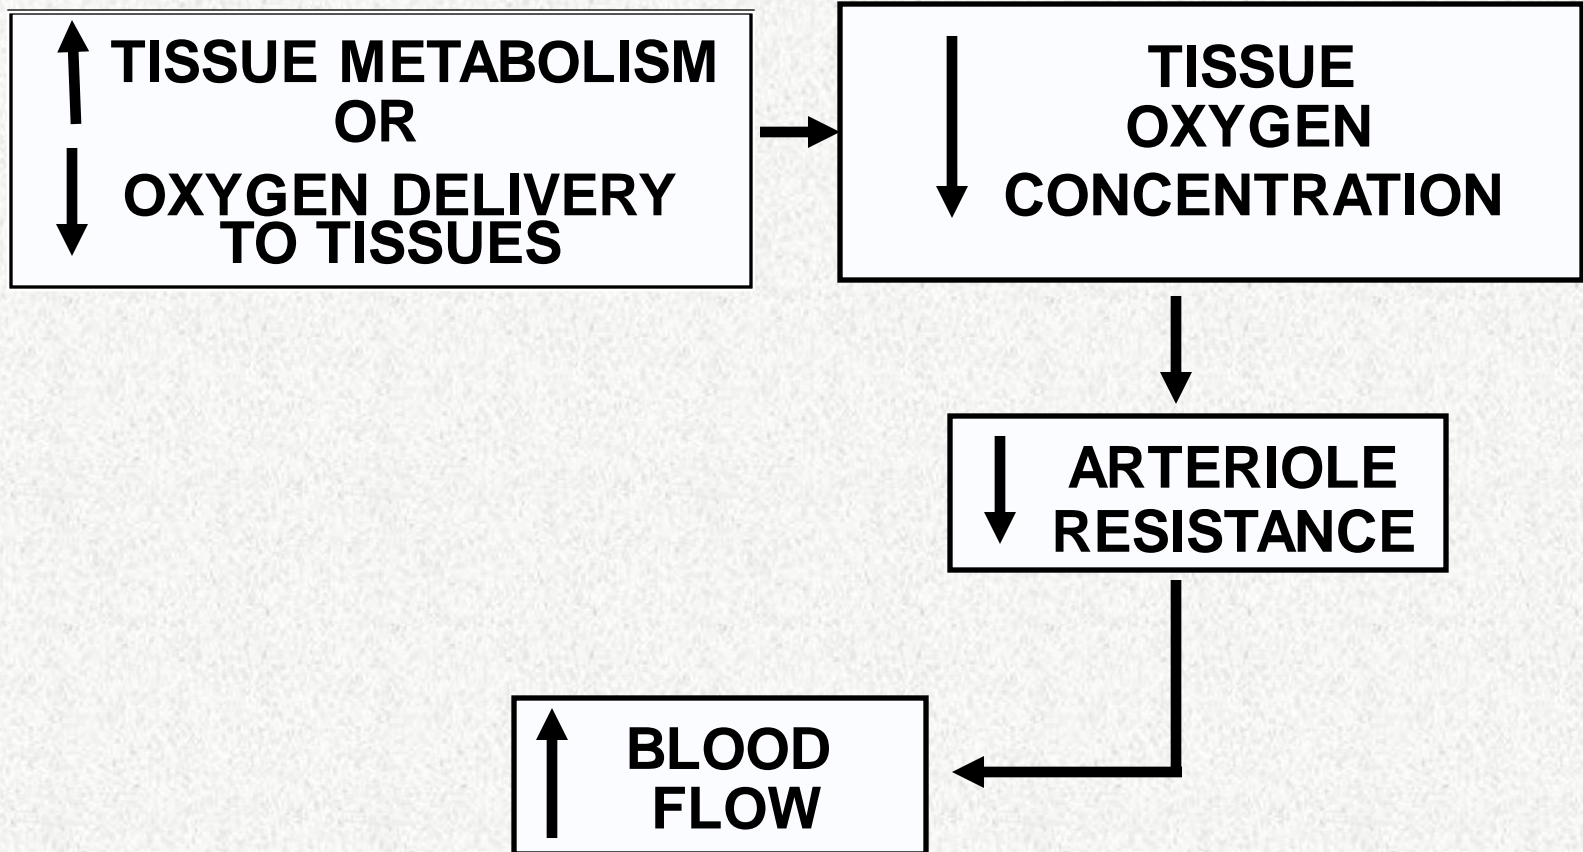 TISSUE METABOLISM
OR
OXYGEN DELIVERY
TO TISSUES
TISSUE
OXYGEN
CONCENTRATION
ARTERIOLE
RESISTANCE
BLOOD
FLOW